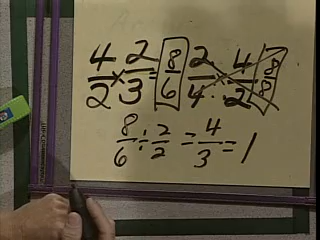 4/2 × 2/3 = 8/6 2/4 · 4/2 8/8
8/6 ÷ 2/2 = 4/3 = 1